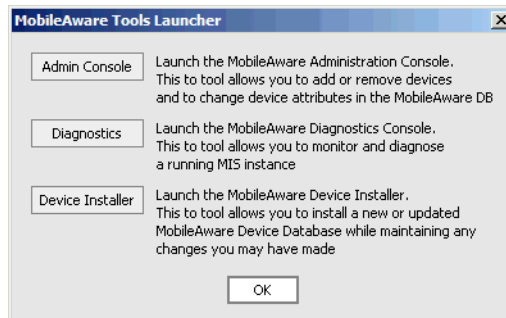 MobileAware Tools Launcher
Admin Console
Launch the MobileAware Administration Console.
This to tool allows you to add or remove devices
and to change device attributes in the MobileAware DB
Diagnostics
Launch the MobileAware Diagnostics Console.
This to tool allows you to monitor and diagnose
a running MIS instance
Device Installer
Launch the MobileAware Device Installer.
This to tool allows you to install a new or updated
MobileAware Device Database while maintaining any
changes you may have made
OK